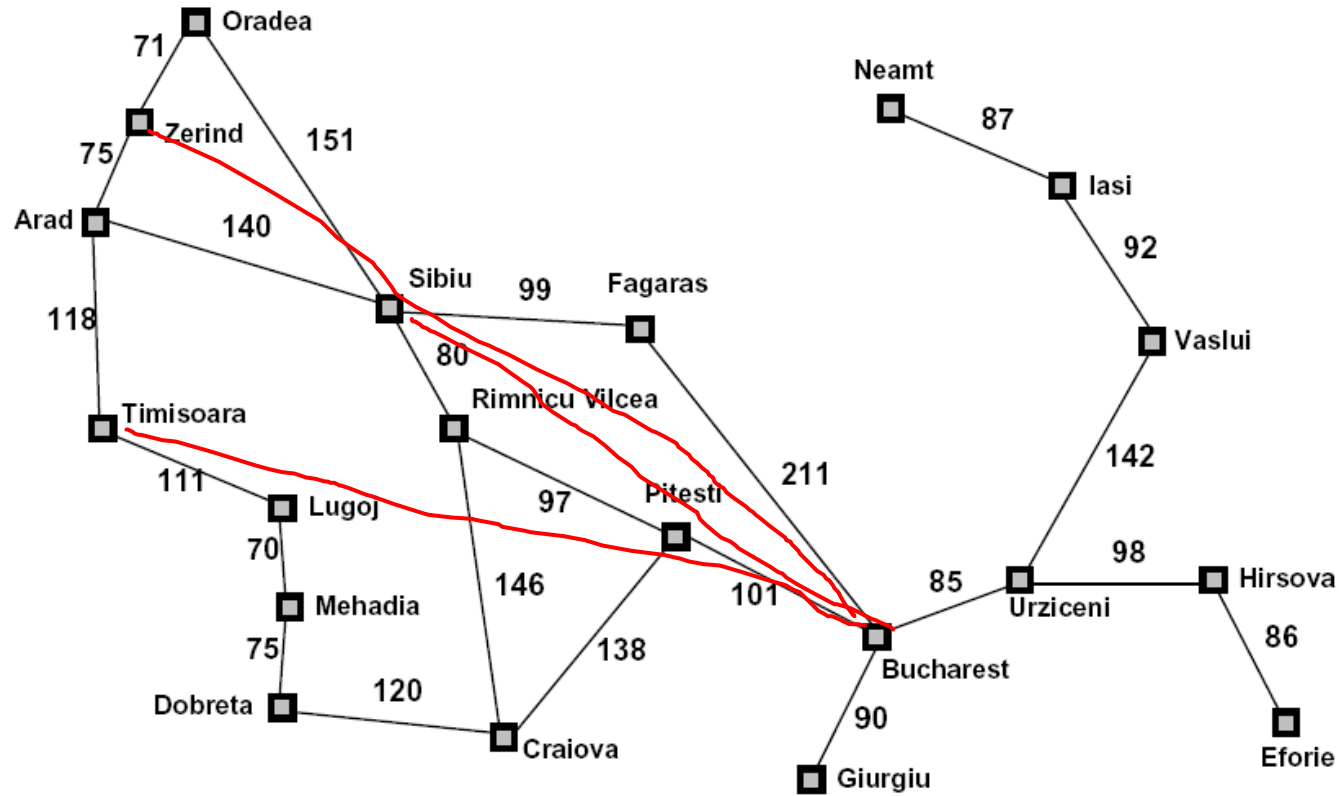 Oradea
71
Neamt
87
Zerind
151
75
Iasi
Arad
140
92
Sibiu
99
Fagaras
118
80
Vaslui
Rimnicu Vilcea
Timisoara
142
111
211
Pitesti
97
Lugoj
70
98
146
101
85
Hirsova
Mehadia
Urziceni
75
138
86
Bucharest
120
Dobreta
90
Craiova
Eforie
Giurgiu